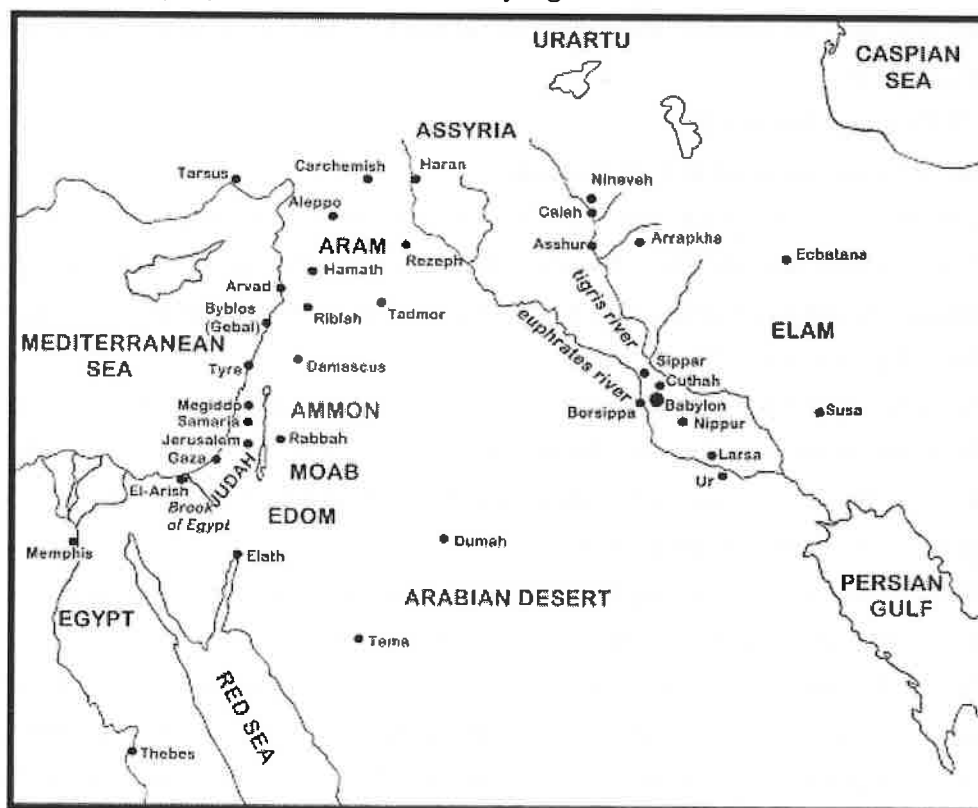 URARTU
CASPIAN
SEA
ASSYRIA
Tarsus
Carchemish
Haran
Nineveh
Calah
Aleppo
ARAM
Rezeph
Asshur
Arrapkha
Ecbatana
Hamath
Arvad
Riblah
Tadmor
tigris river
Byblos
(Gebal)
euphrates river
ELAM
MEDITERRANEAN
SEA
Tyre
Damascus
Sippar
Cuthah
Megiddo
AMMON
Borsippa
Babylon
Susa
Samaria
Nippur
Jerusalem
Rabbah
Gaza
JUDAH
MOAB
Larsa
Ur
El-Arish
Brook
of Egypt
EDOM
Memphis
Elath
Dumah
EGYPT
ARABIAN DESERT
PERSIAN
GULF
Tema
RED SEA
Thebes